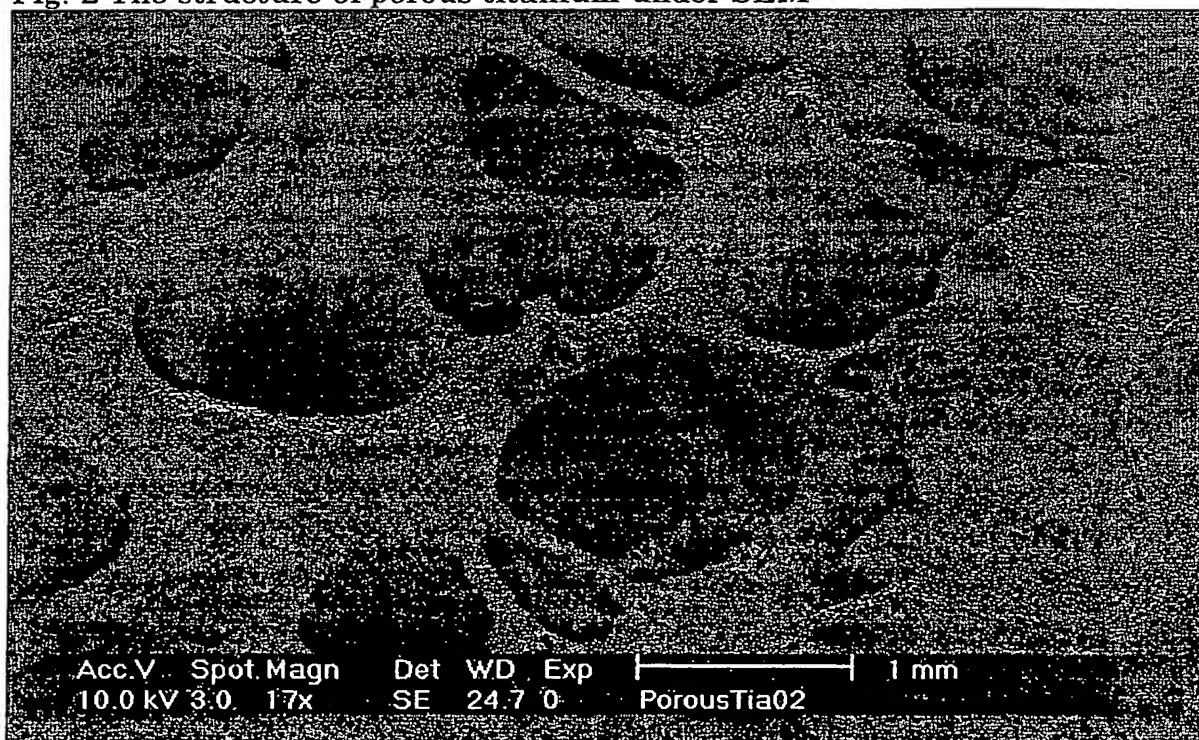 Fig. 2 The structure of porous titanium under SEM
Acc.V Spot Magn Det WD Exp 1 mm
10.0 kV 3.0 17x SE 24.7 0 PorousTia02